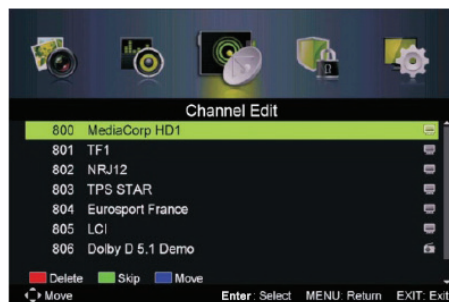 Channel Edit
800 MediaCorp HD1
801 TF1
802 NRJ12
803 TPS STAR
804 Eurosport France
805 LCI
806 Dolby D 5.1 Demo
Delete Skip Move
Move Enter: Select MENU: Return EXIT: Exit